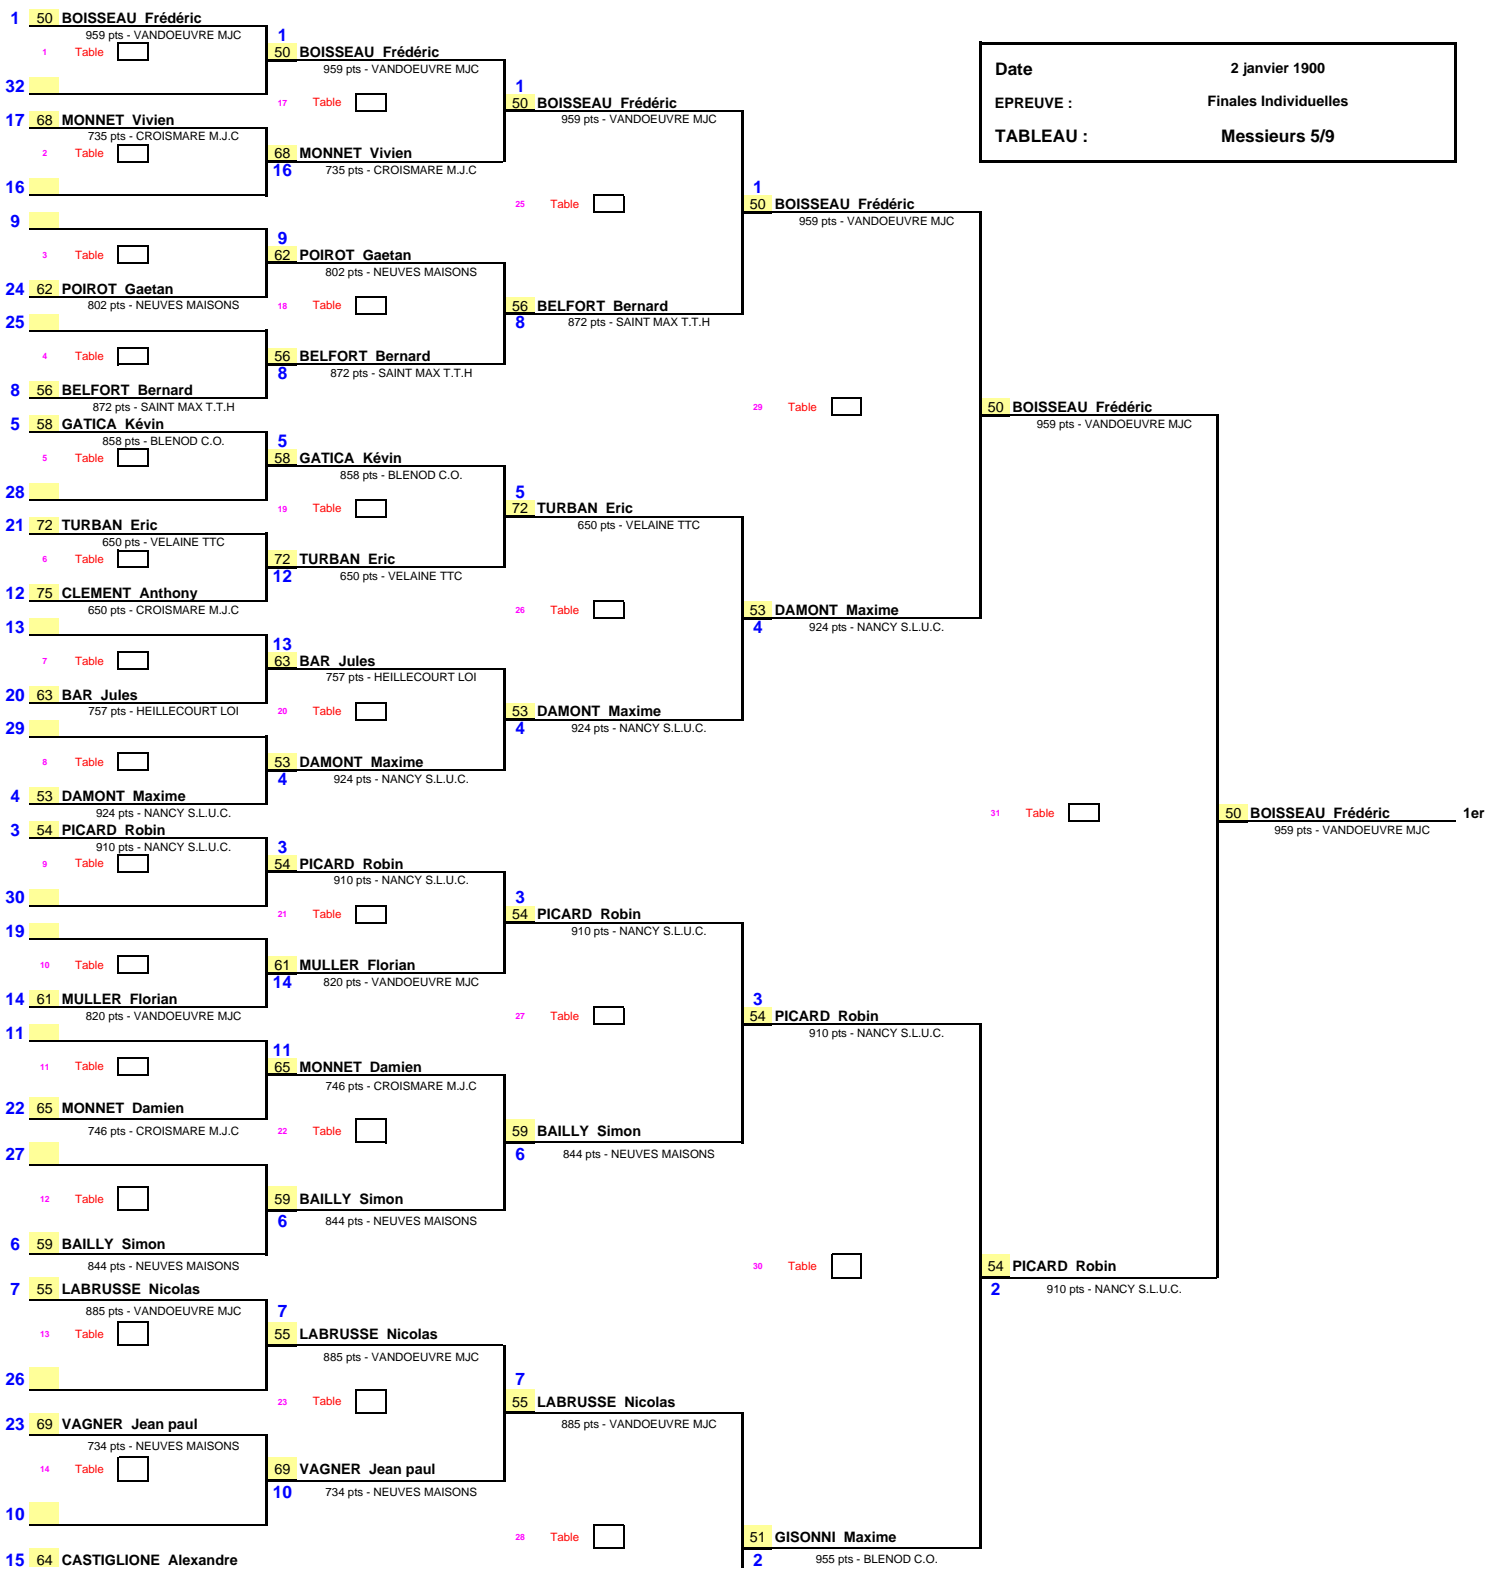 1 50 BOISSEAU Frédéric
959 pts - VANDOEUVRE MJC
1 Table
32
17 68 MONNET Vivien
735 pts - CROISMARE M.J.C
2 Table
16
9
3 Table
24 62 POIROT Gaetan
802 pts - NEUVES MAISONS
25
4 Table
8 56 BELFORT Bernard
872 pts - SAINT MAX T.T.H
5 58 GATICA Kévin
858 pts - BLENOD C.O.
5 Table
28
21 72 TURBAN Eric
650 pts - VELAINE TTC
6 Table
12 75 CLEMENT Anthony
650 pts - CROISMARE M.J.C
13
7 Table
20 63 BAR Jules
757 pts - HEILLECOURT LOI
29
8 Table
4 53 DAMONT Maxime
924 pts - NANCY S.L.U.C.
3 54 PICARD Robin
910 pts - NANCY S.L.U.C.
9 Table
30
19
10 Table
14 61 MULLER Florian
820 pts - VANDOEUVRE MJC
11
11 Table
22 65 MONNET Damien
746 pts - CROISMARE M.J.C
27
12 Table
6 59 BAILLY Simon
844 pts - NEUVES MAISONS
7 55 LABRUSSE Nicolas
885 pts - VANDOEUVRE MJC
13 Table
26
23 69 VAGNER Jean paul
734 pts - NEUVES MAISONS
14 Table
10
15 64 CASTIGLIONE Alexandre
1
50 BOISSEAU Frédéric
959 pts - VANDOEUVRE MJC
17 Table
68 MONNET Vivien
16 735 pts - CROISMARE M.J.C
9
62 POIROT Gaetan
802 pts - NEUVES MAISONS
18 Table
56 BELFORT Bernard
8 872 pts - SAINT MAX T.T.H
5
58 GATICA Kévin
858 pts - BLENOD C.O.
19 Table
72 TURBAN Eric
12 650 pts - VELAINE TTC
13
63 BAR Jules
757 pts - HEILLECOURT LOI
20 Table
53 DAMONT Maxime
4 924 pts - NANCY S.L.U.C.
3
54 PICARD Robin
910 pts - NANCY S.L.U.C.
21 Table
61 MULLER Florian
14 820 pts - VANDOEUVRE MJC
11
65 MONNET Damien
746 pts - CROISMARE M.J.C
22 Table
59 BAILLY Simon
6 844 pts - NEUVES MAISONS
7
55 LABRUSSE Nicolas
885 pts - VANDOEUVRE MJC
23 Table
69 VAGNER Jean paul
10 734 pts - NEUVES MAISONS
1
50 BOISSEAU Frédéric
959 pts - VANDOEUVRE MJC
25 Table
56 BELFORT Bernard
8 872 pts - SAINT MAX T.T.H
5
72 TURBAN Eric
650 pts - VELAINE TTC
26 Table
53 DAMONT Maxime
4 924 pts - NANCY S.L.U.C.
3
54 PICARD Robin
910 pts - NANCY S.L.U.C.
27 Table
59 BAILLY Simon
6 844 pts - NEUVES MAISONS
7
55 LABRUSSE Nicolas
885 pts - VANDOEUVRE MJC
28 Table
1
50 BOISSEAU Frédéric
959 pts - VANDOEUVRE MJC
29 Table
53 DAMONT Maxime
4 924 pts - NANCY S.L.U.C.
3
54 PICARD Robin
910 pts - NANCY S.L.U.C.
30 Table
51 GISONNI Maxime
2 955 pts - BLENOD C.O.
Date 2 janvier 1900
EPREUVE : Finales Individuelles
TABLEAU : Messieurs 5/9
50 BOISSEAU Frédéric
959 pts - VANDOEUVRE MJC
31 Table
54 PICARD Robin
2 910 pts - NANCY S.L.U.C.
50 BOISSEAU Frédéric 1er
959 pts - VANDOEUVRE MJC